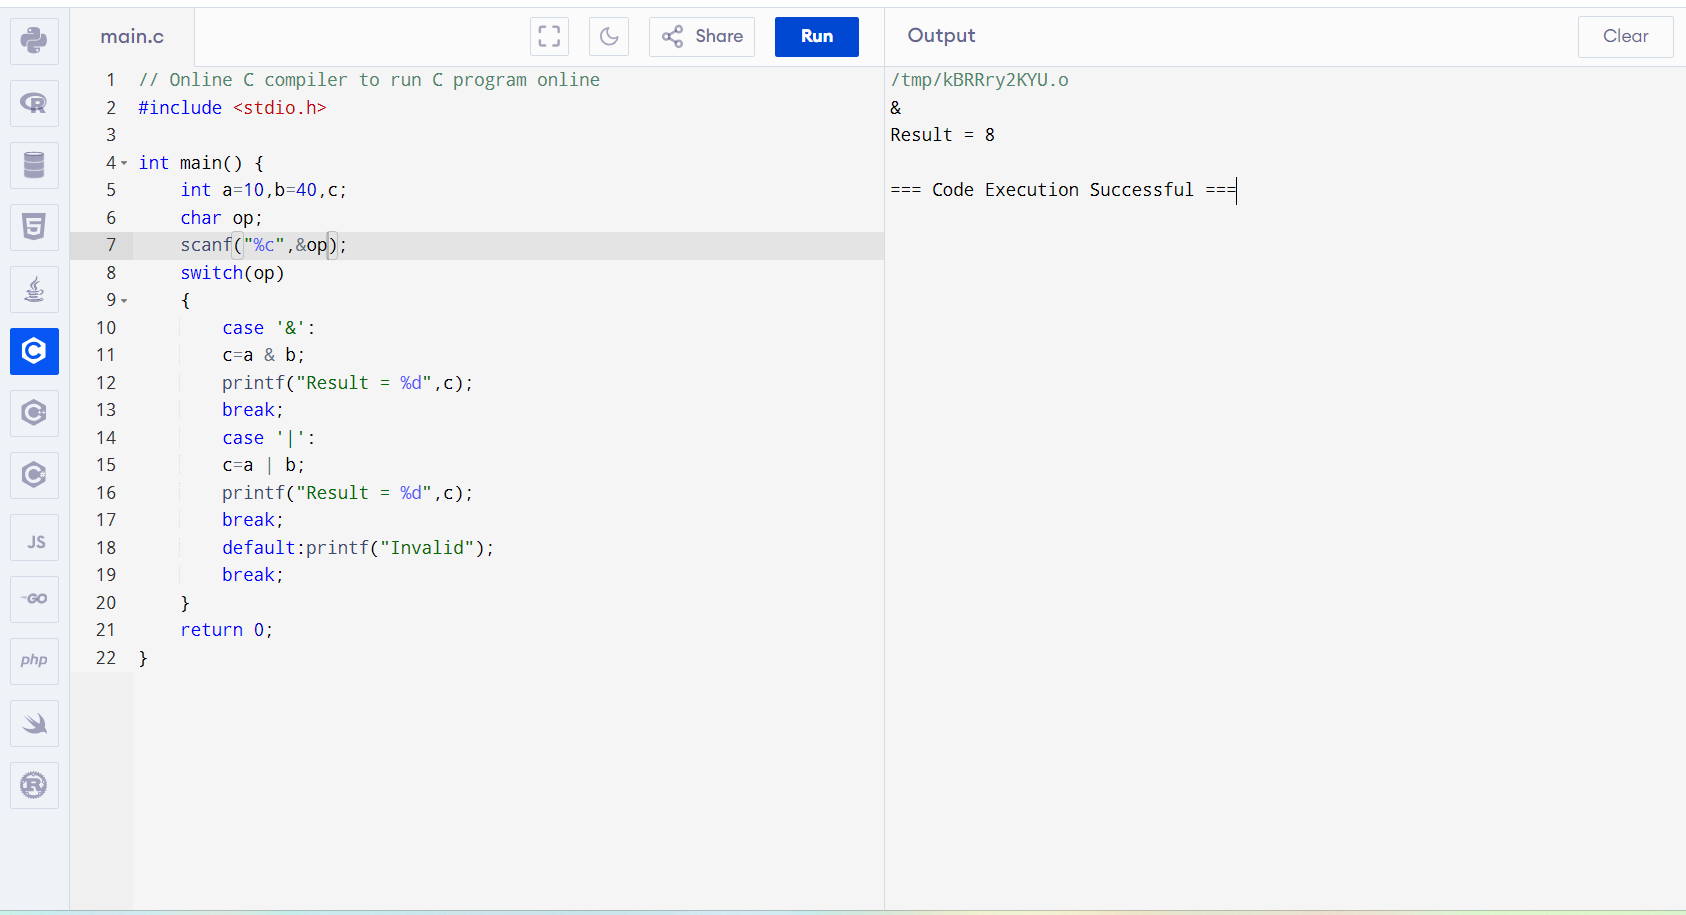 main.c
Share
Run
Output
Clear
1 // Online C compiler to run C program online
2 #include <stdio.h>
3
4 int main() {
5     int a=10,b=40,c;
6     char op;
7     scanf("%c",&op);
8     switch(op)
9     {
10         case '&':
11         c=a & b;
12         printf("Result = %d",c);
13         break;
14         case '|':
15         c=a | b;
16         printf("Result = %d",c);
17         break;
18         default:printf("Invalid");
19         break;
20     }
21     return 0;
22 }
/tmp/kBRRry2KYU.o
&
Result = 8
=== Code Execution Successful ===
R
5
C
C
C
JS
GO
php
R